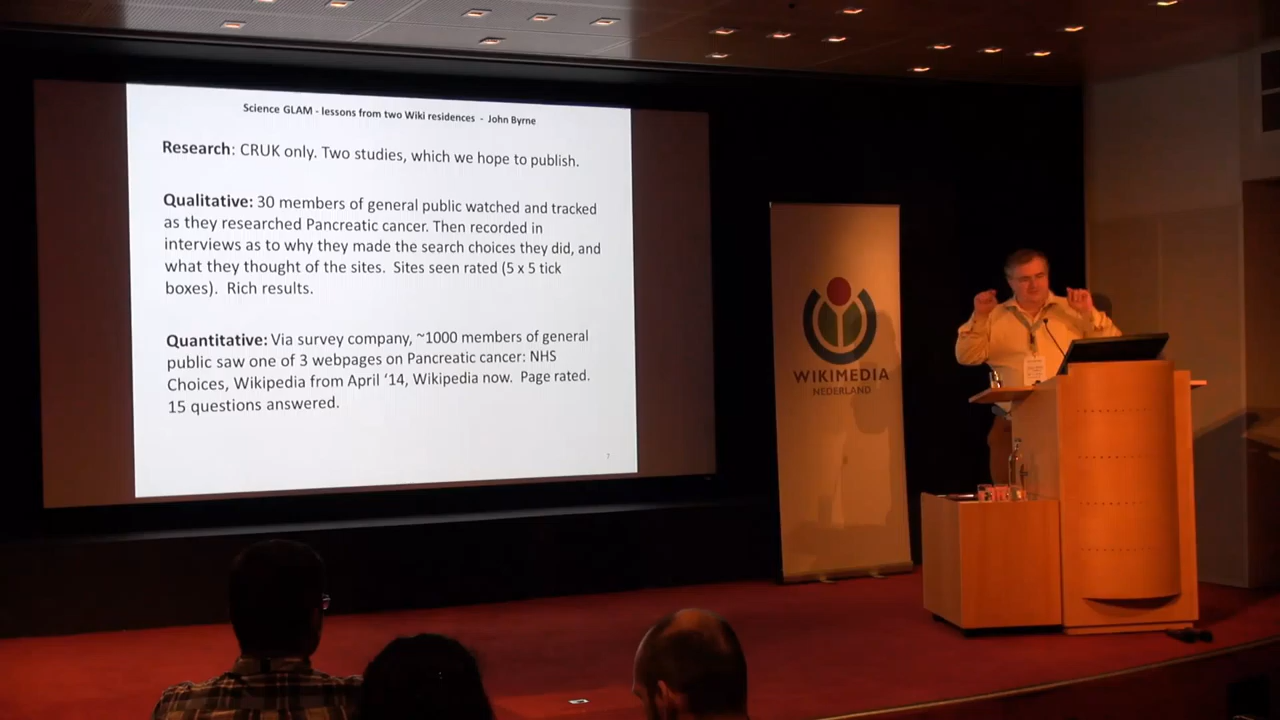 Science GLAM - lessons from two Wiki residences - John Byrne
Research: CRUK only. Two studies, which we hope to publish.
Qualitative: 30 members of general public watched and tracked
as they researched Pancreatic cancer. Then recorded in
interviews as to why they made the search choices they did, and
what they thought of the sites. Sites seen rated (5 x 5 tick
boxes). Rich results.
Quantitative: Via survey company, ~1000 members of general
public saw one of 3 webpages on Pancreatic cancer: NHS
Choices, Wikipedia from April ‘14, Wikipedia now. Page rated.
15 questions answered.
7
WIKIMEDIA
NEDERLAND